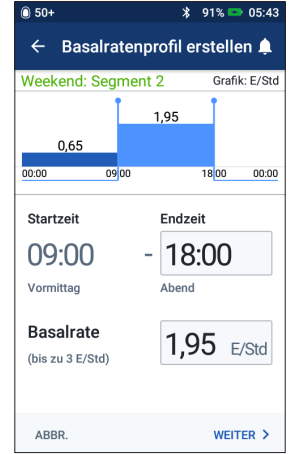 50+ 91% 05:43
Basalratenprofil erstellen
Weekend: Segment 2 Grafik: E/Std
1,95
0,65
00:00 09:00 18:00 00:00
Startzeit Endzeit
09:00 - 18:00
Vormittag Abend
Basalrate
1,95 E/Std
(bis zu 3 E/Std)
ABBR. WEITER